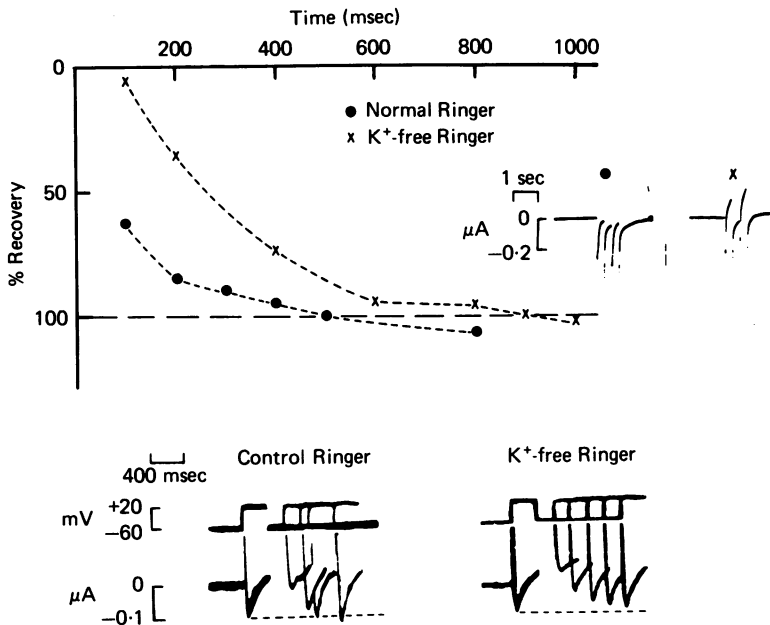 Time (msec)
200 400 600 800 1000
0
● Normal Ringer
x K⁺-free Ringer
% Recovery
50
100
1 sec
● x
μA 0
−0·2
400 msec
Control Ringer
K⁺-free Ringer
mV +20
−60
μA 0
−0·1